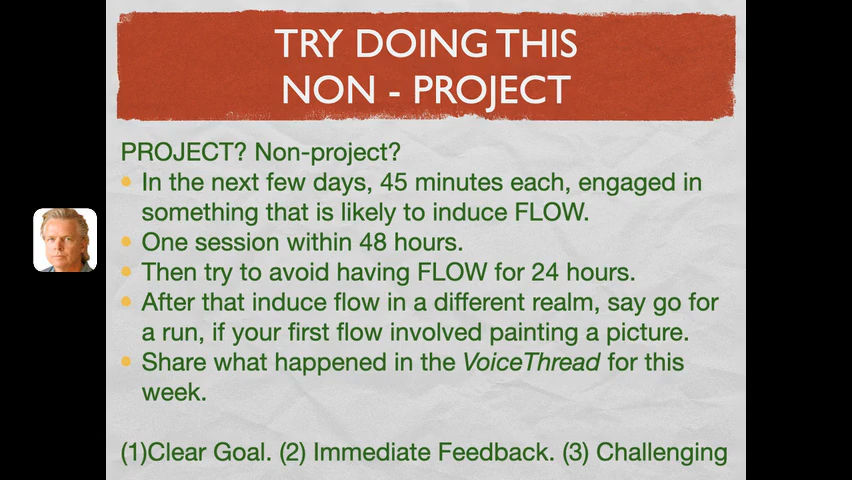 TRY DOING THIS
NON - PROJECT
PROJECT? Non-project?
• In the next few days, 45 minutes each, engaged in
something that is likely to induce FLOW.
• One session within 48 hours.
• Then try to avoid having FLOW for 24 hours.
• After that induce flow in a different realm, say go for
a run, if your first flow involved painting a picture.
• Share what happened in the VoiceThread for this
week.
(1)Clear Goal. (2) Immediate Feedback. (3) Challenging